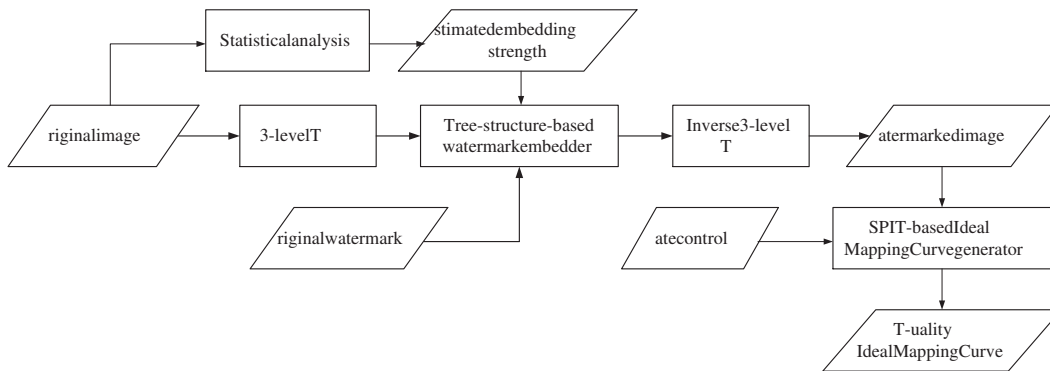 Statisticalanalysis
stimatedembedding
strength
riginalimage
3-levelT
Tree-structure-based
watermarkembedder
Inverse3-level
T
atermarkedimage
riginalwatermark
atecontrol
SPIT-basedIdeal
MappingCurvegenerator
T-uality
IdealMappingCurve